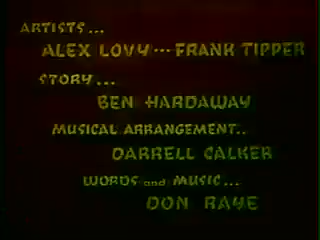 ARTISTS...
ALEX LOVY... FRANK TIPPER
STORY...
BEN HARDAWAY
MUSICAL ARRANGEMENT..
DARRELL CALKER
WORDS and MUSIC...
DON RAYE